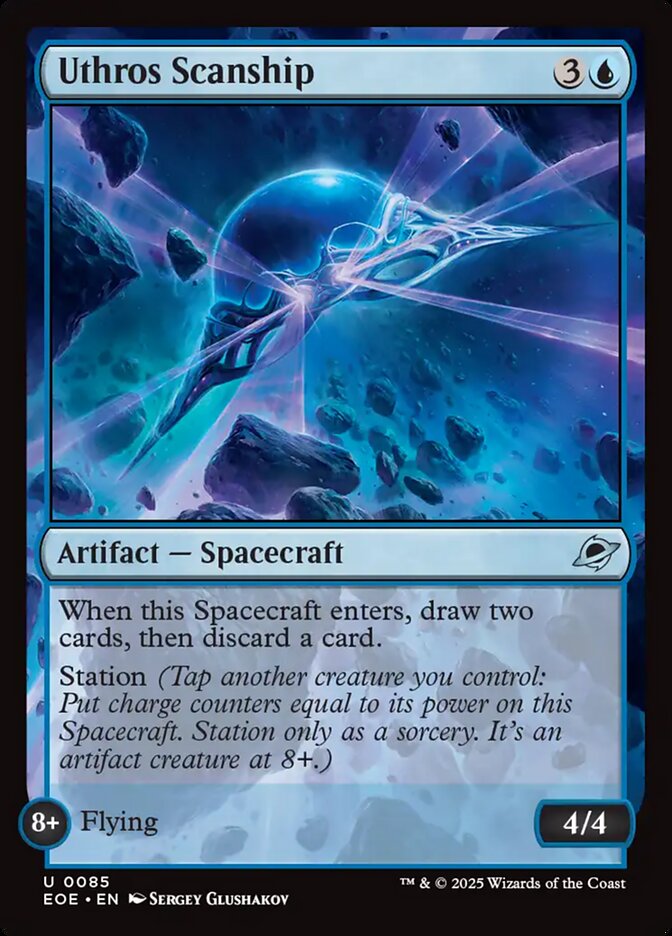 Uthros Scanship
3
Artifact — Spacecraft
When this Spacecraft enters, draw two
cards, then discard a card.
Station (Tap another creature you control:
Put charge counters equal to its power on this
Spacecraft. Station only as a sorcery. It's an
artifact creature at 8+.)
8+ Flying
4/4
U 0085
EOE • EN Sergey Glushakov
™ & © 2025 Wizards of the Coast